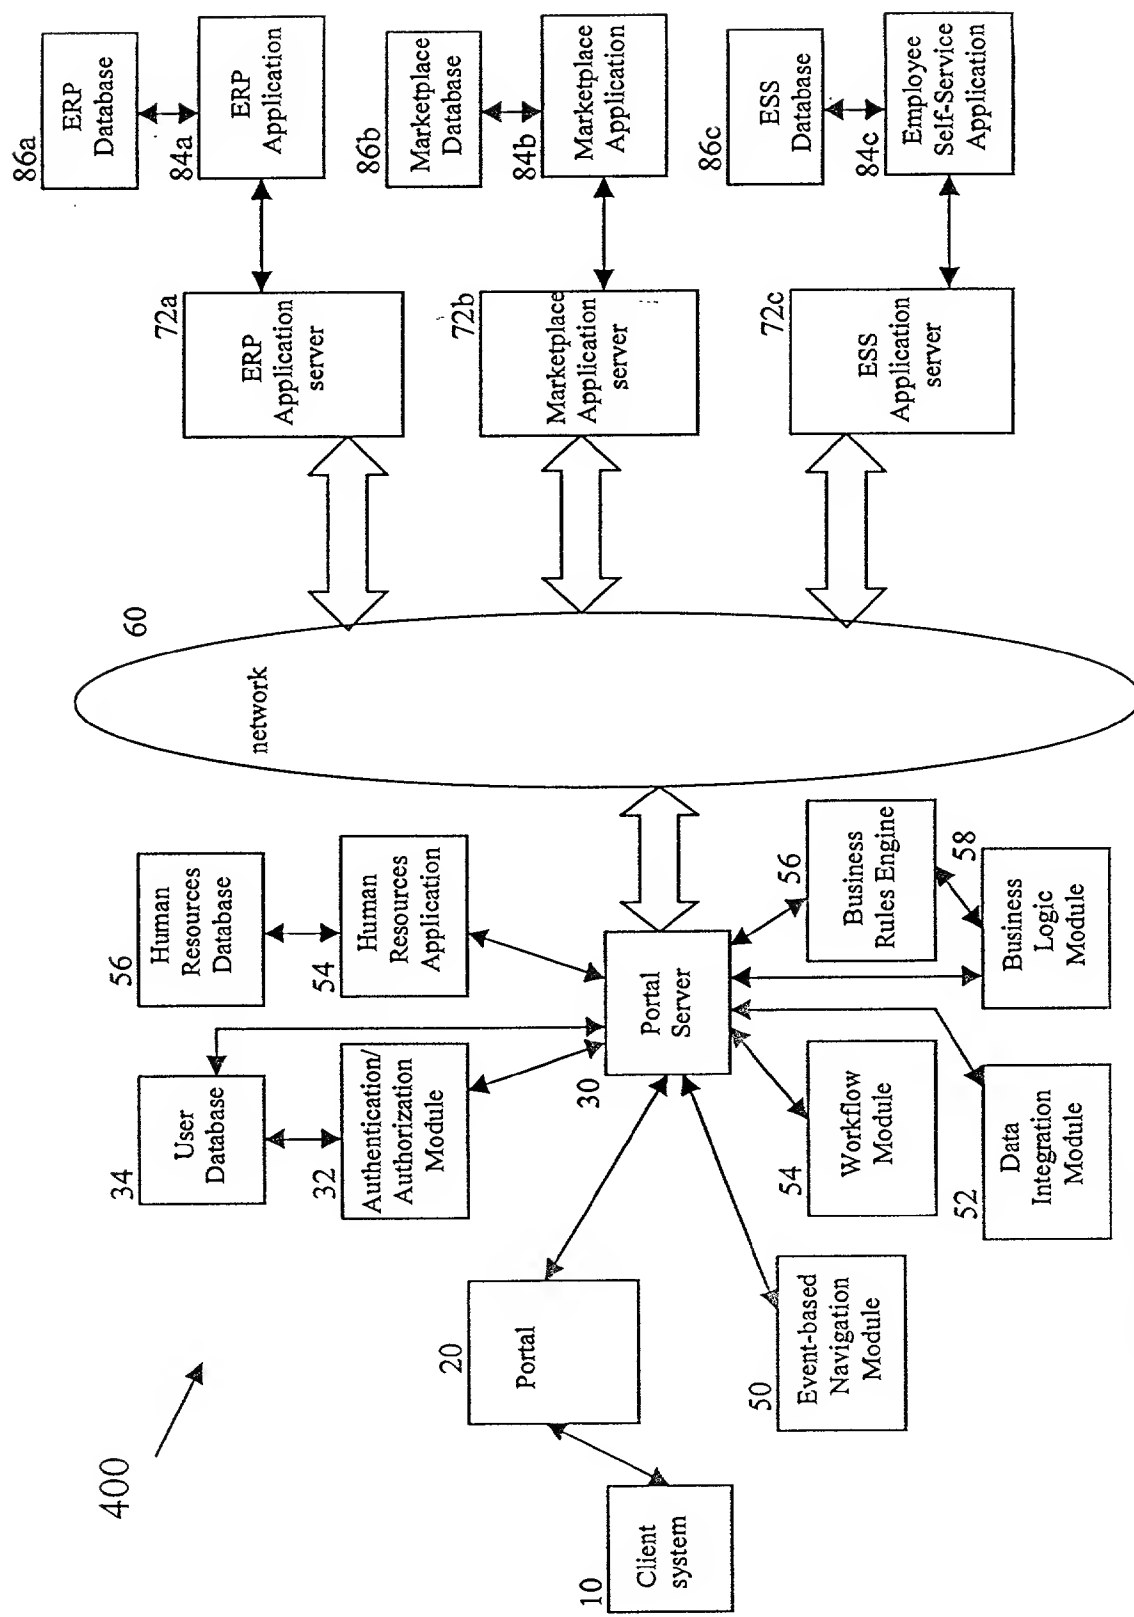 400
10
Client
system
20
Portal
34
User
Database
32
Authentication/
Authorization
Module
56
Human
Resources
Database
54
Human
Resources
Application
30
Portal
Server
50
Event-based
Navigation
Module
54
Workflow
Module
52
Data
Integration
Module
56
Business
Rules Engine
58
Business
Logic
Module
60
network
72a
ERP
Application
server
72b
Marketplace
Application
server
72c
ESS
Application
server
86a
ERP
Database
84a
ERP
Application
86b
Marketplace
Database
84b
Marketplace
Application
86c
ESS
Database
84c
Employee
Self-Service
Application